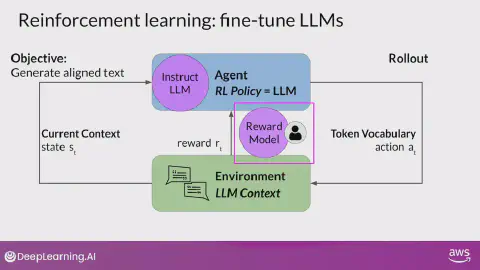 Reinforcement learning: fine-tune LLMs
Objective:
Generate aligned text
Instruct
LLM
Agent
RL Policy = LLM
Rollout
Current Context
state s_t
reward r_t
Reward
Model
Token Vocabulary
action a_t
Environment
LLM Context
DeepLearning.AI
aws